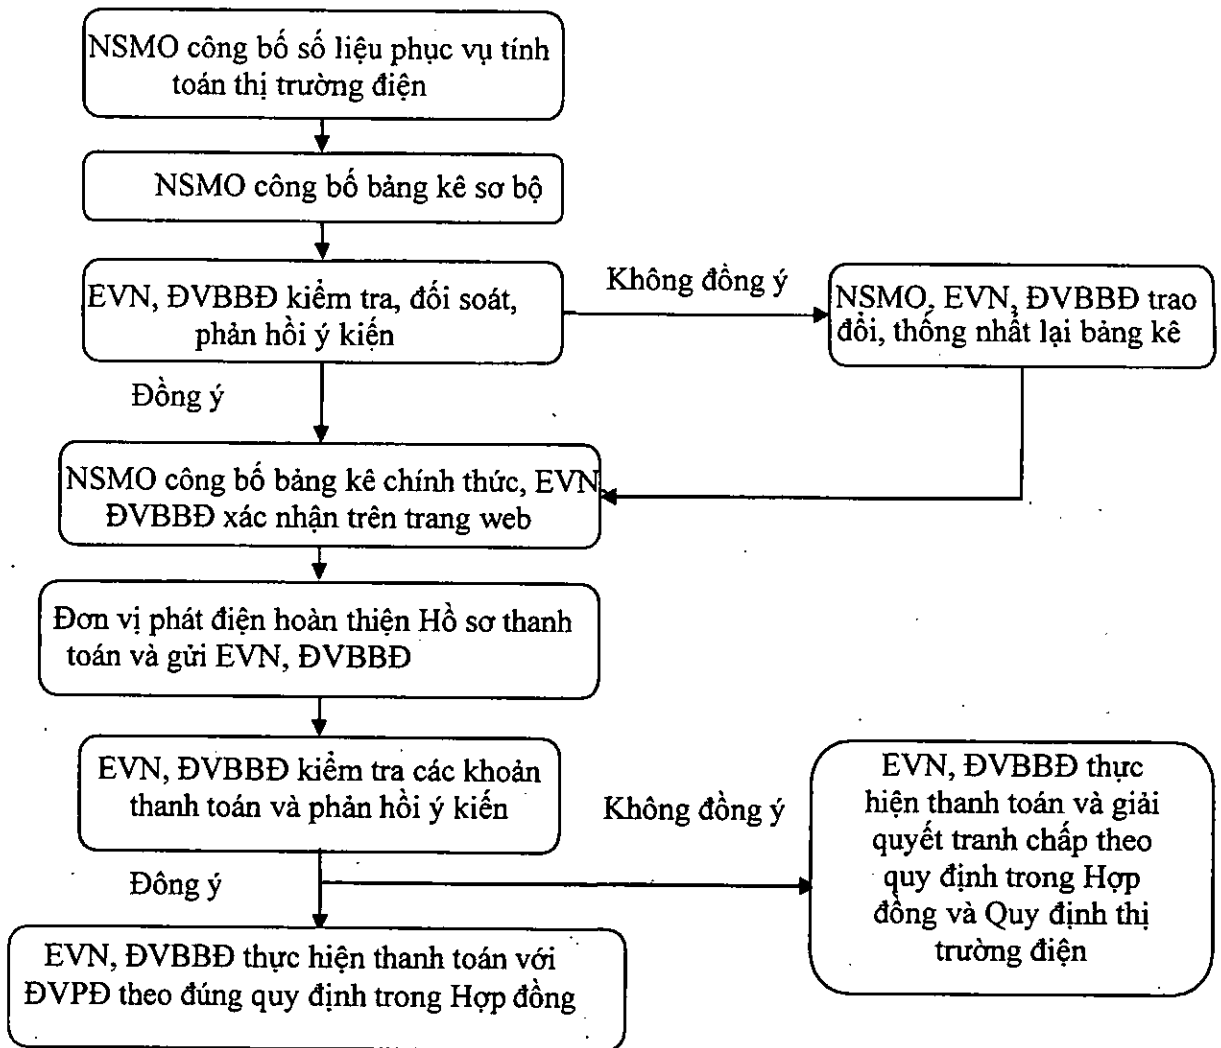 NSMO công bố số liệu phục vụ tính
toán thị trường điện
NSMO công bố bảng kê sơ bộ
EVN, ĐVBBĐ kiểm tra, đối soát,
phản hồi ý kiến
Không đồng ý
NSMO, EVN, ĐVBBĐ trao
đổi, thống nhất lại bảng kê
Đồng ý
NSMO công bố bảng kê chính thức, EVN
ĐVBBĐ xác nhận trên trang web
Đơn vị phát điện hoàn thiện Hồ sơ thanh
toán và gửi EVN, ĐVBBĐ
EVN, ĐVBBĐ kiểm tra các khoản
thanh toán và phản hồi ý kiến
Không đồng ý
EVN, ĐVBBĐ thực
hiện thanh toán và giải
quyết tranh chấp theo
quy định trong Hợp
đồng và Quy định thị
trường điện
Đông ý
EVN, ĐVBBĐ thực hiện thanh toán với
ĐVPĐ theo đúng quy định trong Hợp đồng